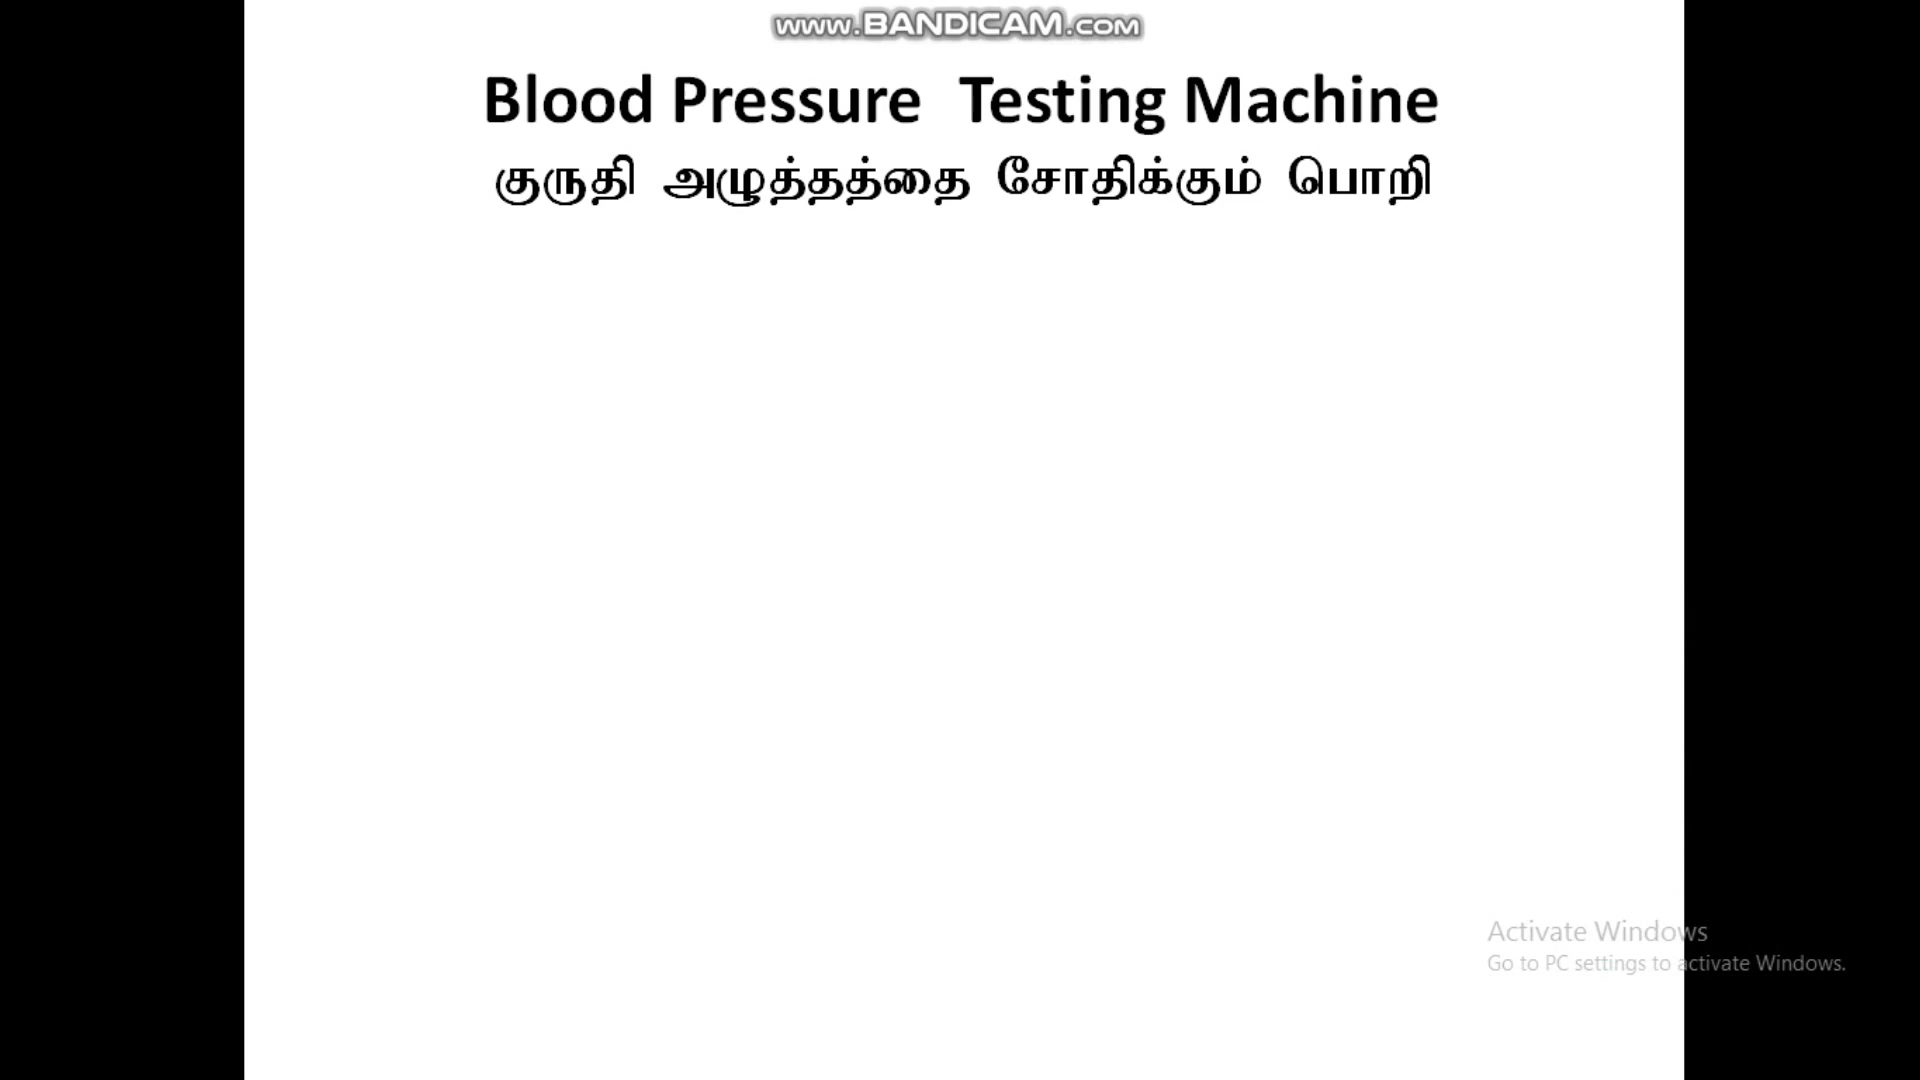 www.BANDICAM.com
Blood Pressure  Testing Machine
குருதி அழுத்தத்தை சோதிக்கும் பொறி
Activate Windows
Go to PC settings to activate Windows.